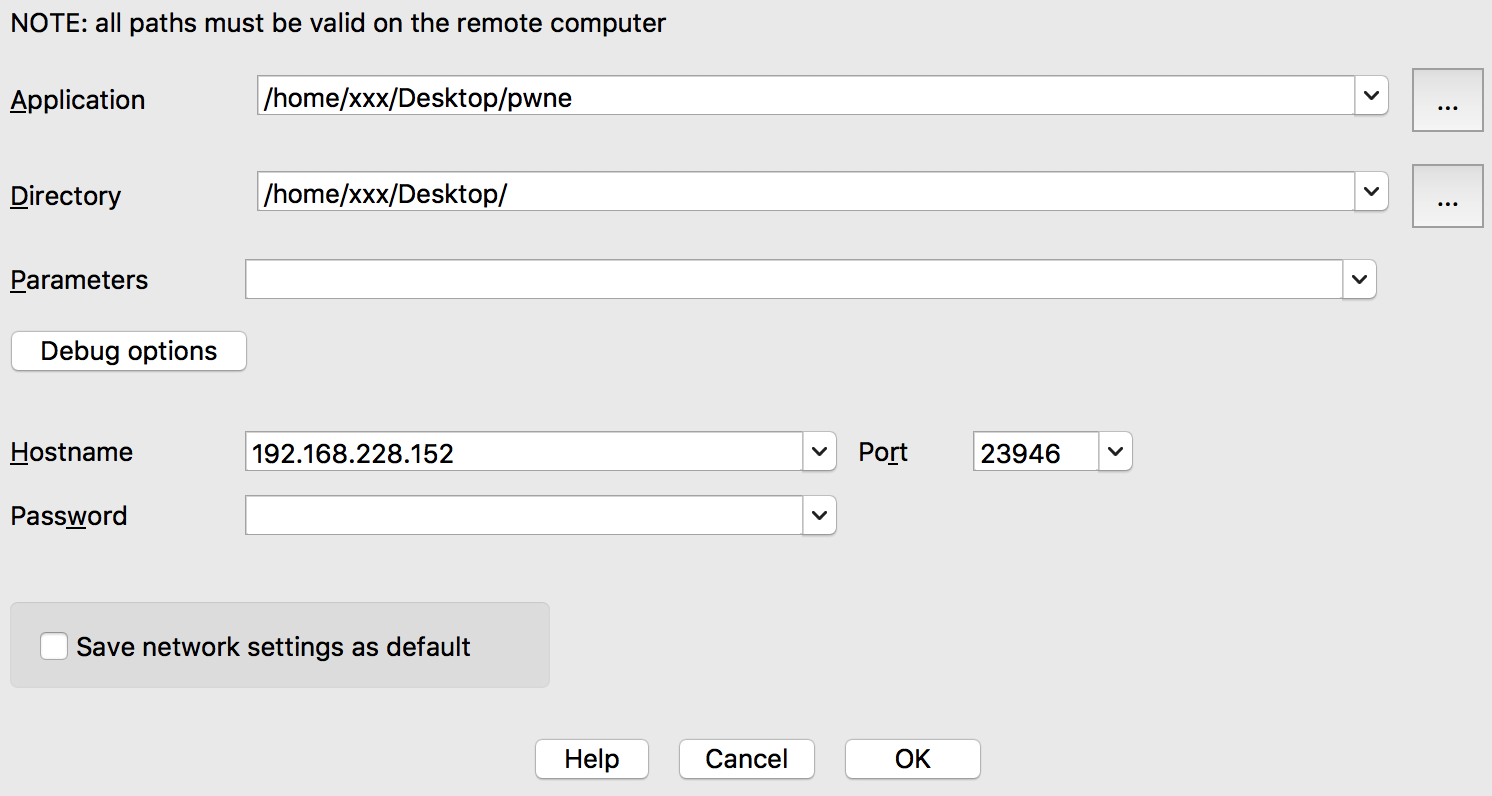 NOTE: all paths must be valid on the remote computer
Application /home/xxx/Desktop/pwne ...
Directory /home/xxx/Desktop/ ...
Parameters
Debug options
Hostname 192.168.228.152 Port 23946
Password
Save network settings as default
Help Cancel OK